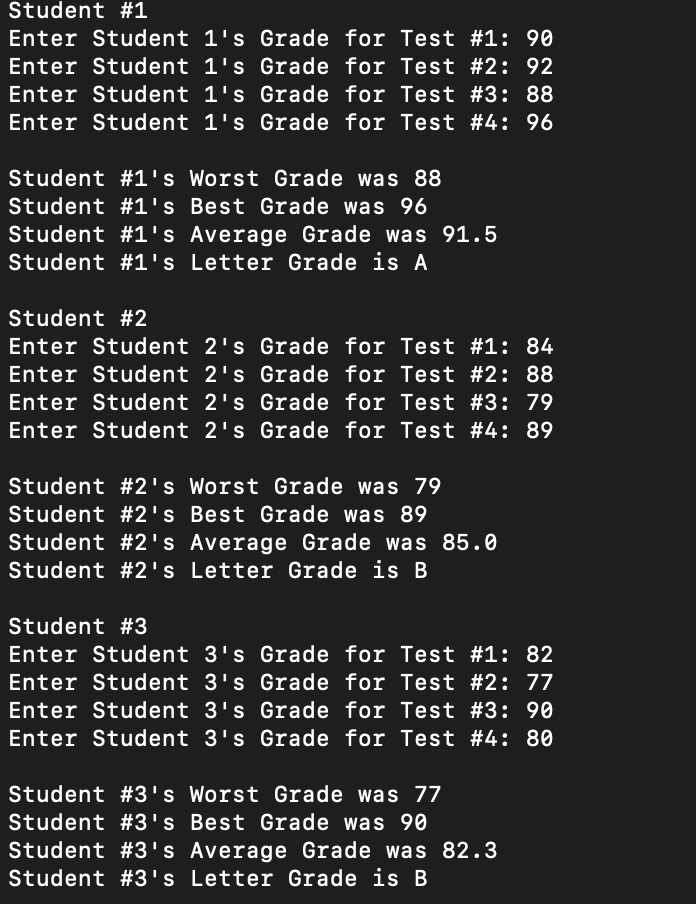 Student #1
Enter Student 1's Grade for Test #1: 90
Enter Student 1's Grade for Test #2: 92
Enter Student 1's Grade for Test #3: 88
Enter Student 1's Grade for Test #4: 96
Student #1's Worst Grade was 88
Student #1's Best Grade was 96
Student #1's Average Grade was 91.5
Student #1's Letter Grade is A
Student #2
Enter Student 2's Grade for Test #1: 84
Enter Student 2's Grade for Test #2: 88
Enter Student 2's Grade for Test #3: 79
Enter Student 2's Grade for Test #4: 89
Student #2's Worst Grade was 79
Student #2's Best Grade was 89
Student #2's Average Grade was 85.0
Student #2's Letter Grade is B
Student #3
Enter Student 3's Grade for Test #1: 82
Enter Student 3's Grade for Test #2: 77
Enter Student 3's Grade for Test #3: 90
Enter Student 3's Grade for Test #4: 80
Student #3's Worst Grade was 77
Student #3's Best Grade was 90
Student #3's Average Grade was 82.3
Student #3's Letter Grade is B